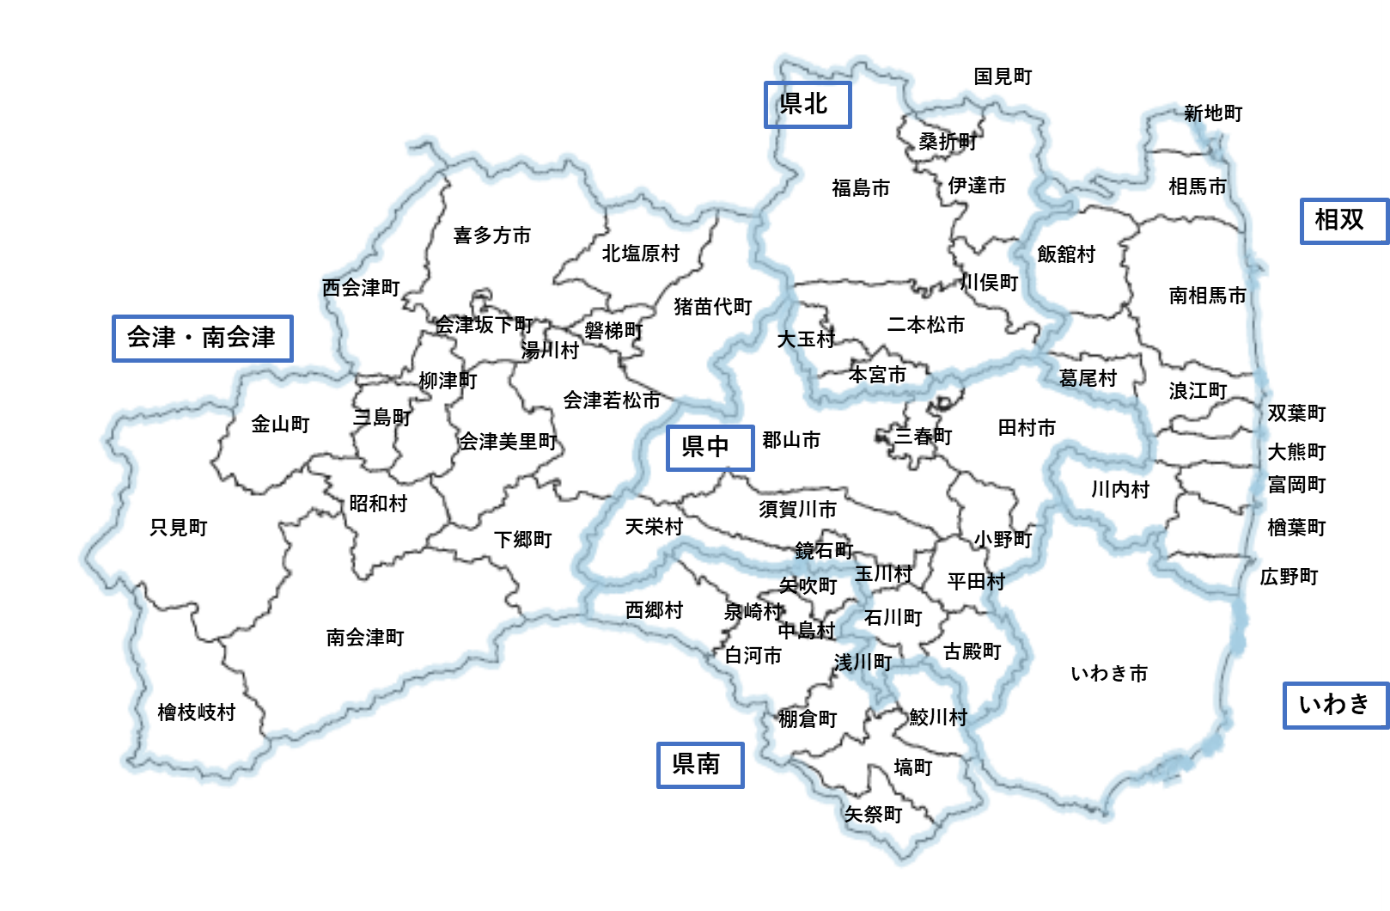 国見町
県北
新地町
桑折町
福島市
伊達市
相馬市
相双
喜多方市
北塩原村
飯舘村
川俣町
西会津町
南相馬市
猪苗代町
会津坂下町
磐梯町
二本松市
会津・南会津
大玉村
湯川村
本宮市
柳津町
葛尾村
浪江町
会津若松市
三島町
金山町
双葉町
会津美里町
県中
郡山市
三春町
田村市
大熊町
川内村
富岡町
昭和村
須賀川市
只見町
天栄村
楢葉町
下郷町
小野町
鏡石町
玉川村
平田村
広野町
矢吹町
西郷村
泉崎村
石川町
中島村
南会津町
白河市
古殿町
浅川町
いわき市
檜枝岐村
棚倉町
鮫川村
いわき
県南
塙町
矢祭町